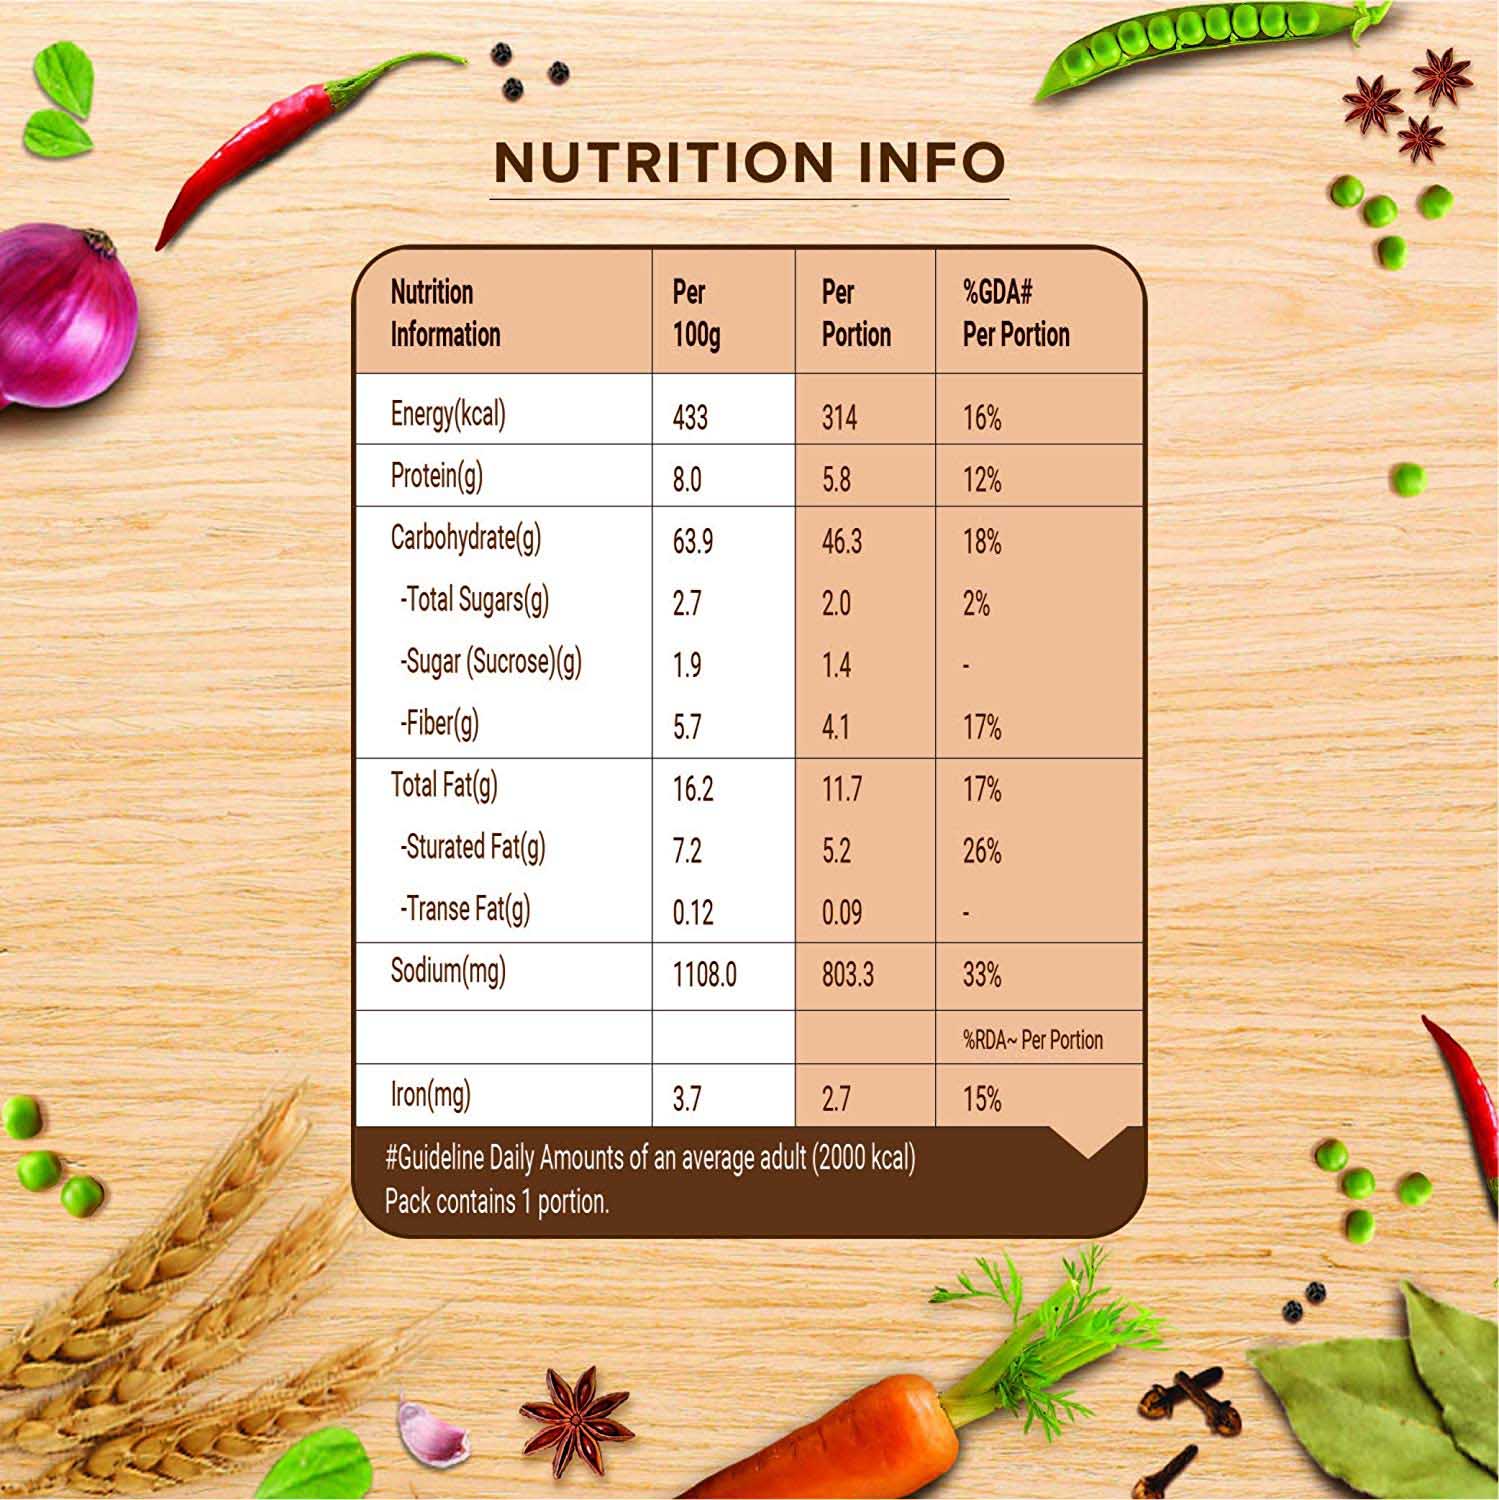 NUTRITION INFO
Nutrition Information Per 100g Per Portion %GDA# Per Portion
Energy(kcal) 433 314 16%
Protein(g) 8.0 5.8 12%
Carbohydrate(g) 63.9 46.3 18%
-Total Sugars(g) 2.7 2.0 2%
-Sugar (Sucrose)(g) 1.9 1.4 -
-Fiber(g) 5.7 4.1 17%
Total Fat(g) 16.2 11.7 17%
-Sturated Fat(g) 7.2 5.2 26%
-Transe Fat(g) 0.12 0.09 -
Sodium(mg) 1108.0 803.3 33%
%RDA~ Per Portion
Iron(mg) 3.7 2.7 15%
#Guideline Daily Amounts of an average adult (2000 kcal)
Pack contains 1 portion.